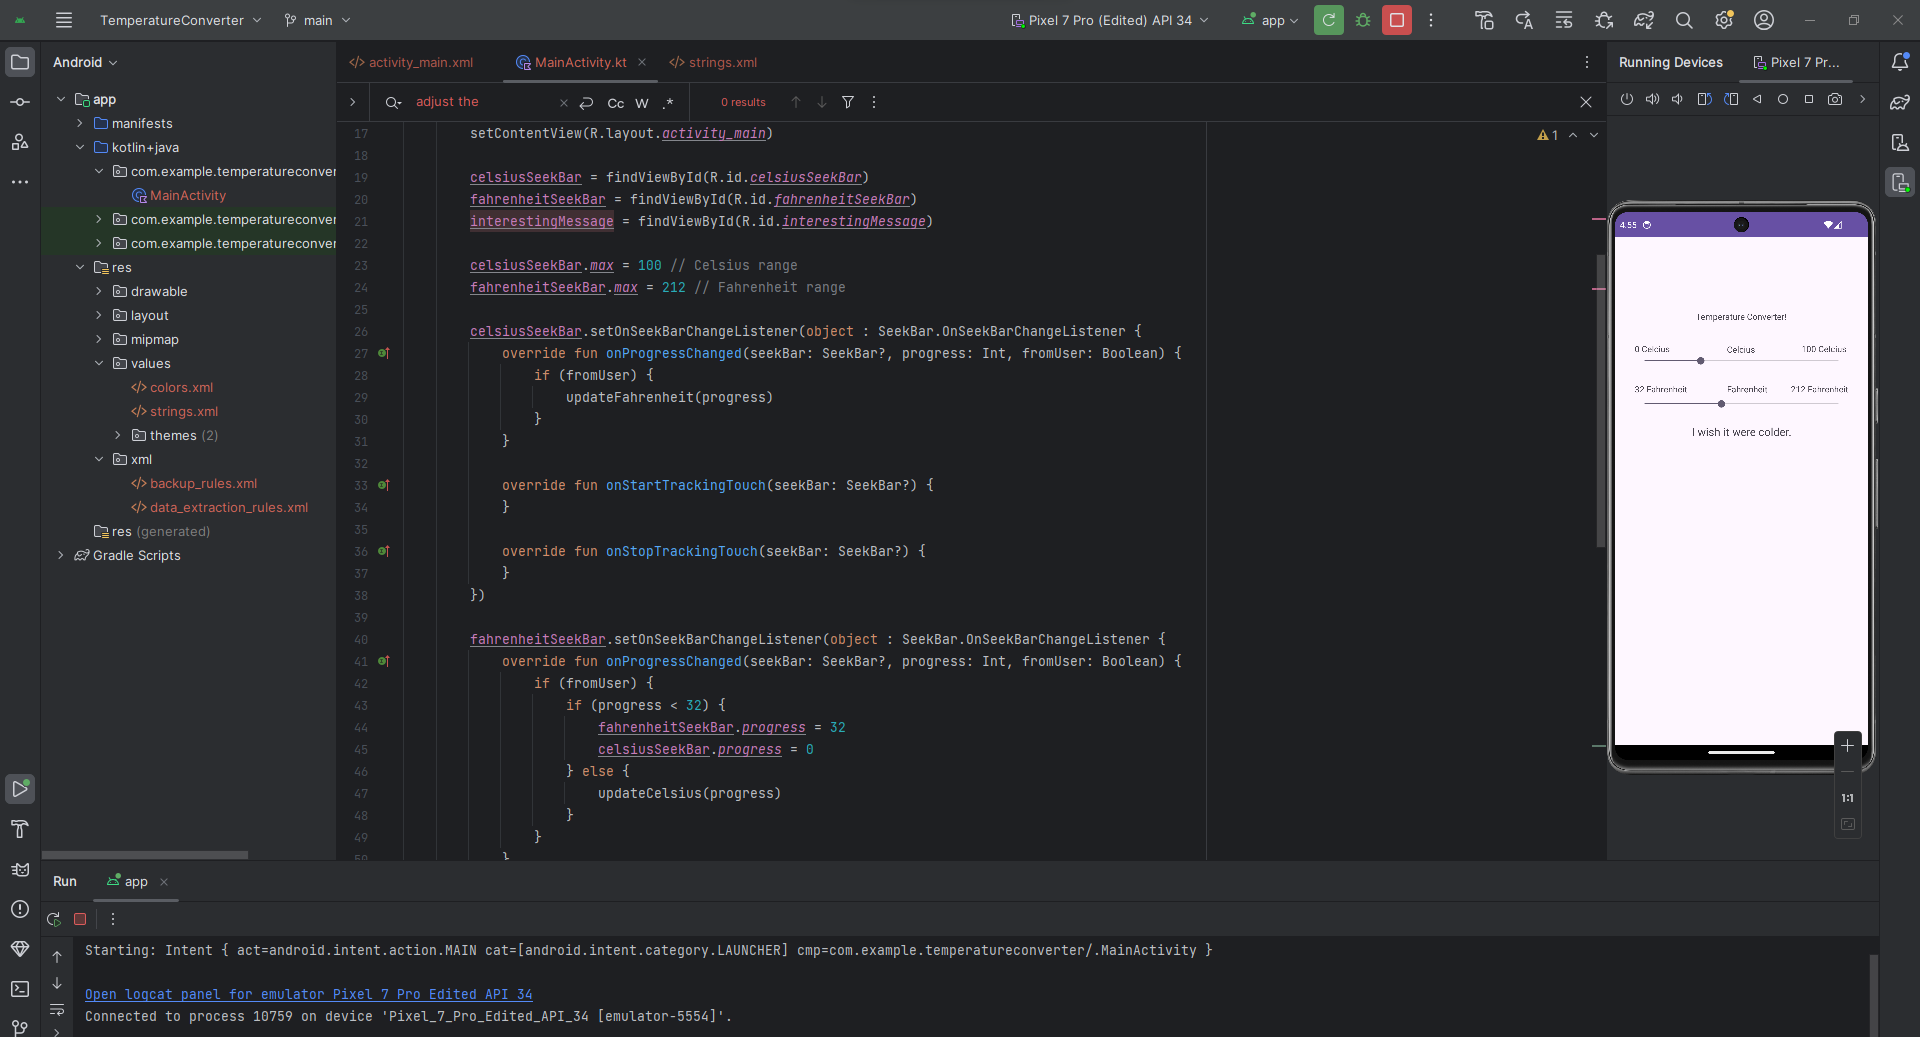 TemperatureConverter
main
Pixel 7 Pro (Edited) API 34
app
Android
activity_main.xml
MainActivity.kt
strings.xml
Running Devices
Pixel 7 Pr...
adjust the
Cc
W
.*
0 results
app
manifests
kotlin+java
com.example.temperatureconver
MainActivity
com.example.temperatureconver
com.example.temperatureconver
res
drawable
layout
mipmap
values
colors.xml
strings.xml
themes (2)
xml
backup_rules.xml
data_extraction_rules.xml
res (generated)
Gradle Scripts
1
17 setContentView(R.layout.activity_main)
18
19 celsiusSeekBar = findViewById(R.id.celsiusSeekBar)
20 fahrenheitSeekBar = findViewById(R.id.fahrenheitSeekBar)
21 interestingMessage = findViewById(R.id.interestingMessage)
22
23 celsiusSeekBar.max = 100 // Celsius range
24 fahrenheitSeekBar.max = 212 // Fahrenheit range
25
26 celsiusSeekBar.setOnSeekBarChangeListener(object : SeekBar.OnSeekBarChangeListener {
27 override fun onProgressChanged(seekBar: SeekBar?, progress: Int, fromUser: Boolean) {
28 if (fromUser) {
29 updateFahrenheit(progress)
30 }
31 }
32
33 override fun onStartTrackingTouch(seekBar: SeekBar?) {
34 }
35
36 override fun onStopTrackingTouch(seekBar: SeekBar?) {
37 }
38 })
39
40 fahrenheitSeekBar.setOnSeekBarChangeListener(object : SeekBar.OnSeekBarChangeListener {
41 override fun onProgressChanged(seekBar: SeekBar?, progress: Int, fromUser: Boolean) {
42 if (fromUser) {
43 if (progress < 32) {
44 fahrenheitSeekBar.progress = 32
45 celsiusSeekBar.progress = 0
46 } else {
47 updateCelsius(progress)
48 }
49 }
50 }
4:55
Temperature Converter!
0 Celcius
Celcius
100 Celcius
32 Fahrenheit
Fahrenheit
212 Fahrenheit
I wish it were colder.
1:1
Run
app
Starting: Intent { act=android.intent.action.MAIN cat=[android.intent.category.LAUNCHER] cmp=com.example.temperatureconverter/.MainActivity }
Open logcat panel for emulator Pixel 7 Pro Edited API 34
Connected to process 10759 on device 'Pixel_7_Pro_Edited_API_34 [emulator-5554]'.